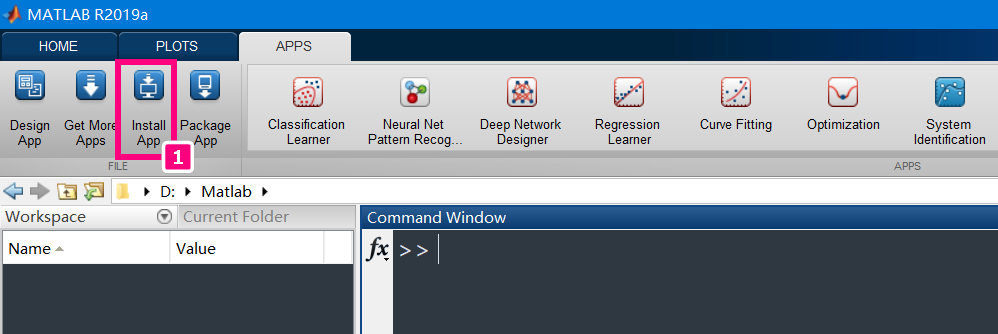 MATLAB R2019a
HOME PLOTS APPS
Design App
Get More Apps
Install App
Package App
Classification Learner
Neural Net Pattern Recog...
Deep Network Designer
Regression Learner
Curve Fitting
Optimization
System Identification
1
FILE APPS
D: Matlab
Workspace Current Folder Command Window
Name Value
fx >>